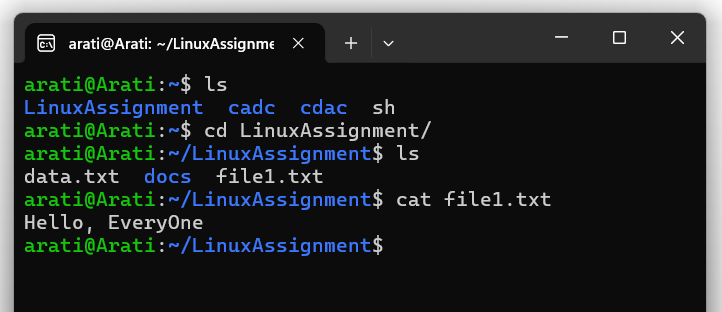 arati@Arati: ~/LinuxAssignme
arati@Arati:~$ ls
LinuxAssignment  cadc  cdac  sh
arati@Arati:~$ cd LinuxAssignment/
arati@Arati:~/LinuxAssignment$ ls
data.txt  docs  file1.txt
arati@Arati:~/LinuxAssignment$ cat file1.txt
Hello, EveryOne
arati@Arati:~/LinuxAssignment$